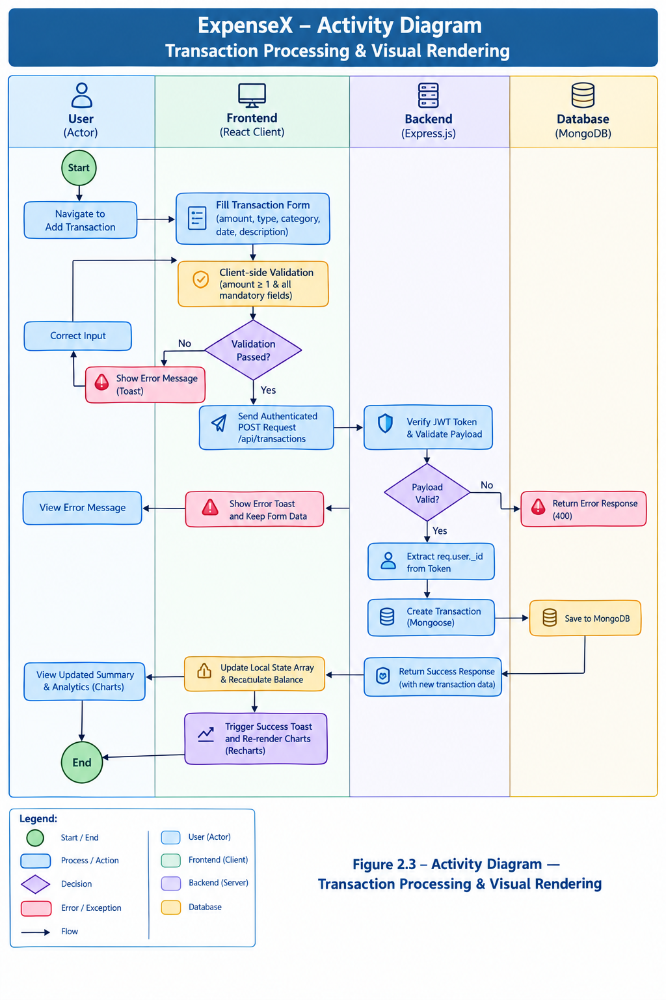 ExpenseX – Activity Diagram
Transaction Processing & Visual Rendering
User
(Actor)
Frontend
(React Client)
Backend
(Express.js)
Database
(MongoDB)
Start
Navigate to
Add Transaction
Fill Transaction Form
(amount, type, category,
date, description)
Client-side Validation
(amount ≥ 1 & all
mandatory fields)
Correct Input
No
Validation
Passed?
Show Error Message
(Toast)
Yes
Send Authenticated
POST Request
/api/transactions
Verify JWT Token
& Validate Payload
Payload
Valid?
No
View Error Message
Show Error Toast
and Keep Form Data
Return Error Response
(400)
Yes
Extract req.user._id
from Token
Create Transaction
(Mongoose)
Save to MongoDB
View Updated Summary
& Analytics (Charts)
Update Local State Array
& Recalculate Balance
Return Success Response
(with new transaction data)
Trigger Success Toast
and Re-render Charts
(Recharts)
End
Legend:
Start / End
Process / Action
Decision
Error / Exception
Flow
User (Actor)
Frontend (Client)
Backend (Server)
Database
Figure 2.3 – Activity Diagram —
Transaction Processing & Visual Rendering